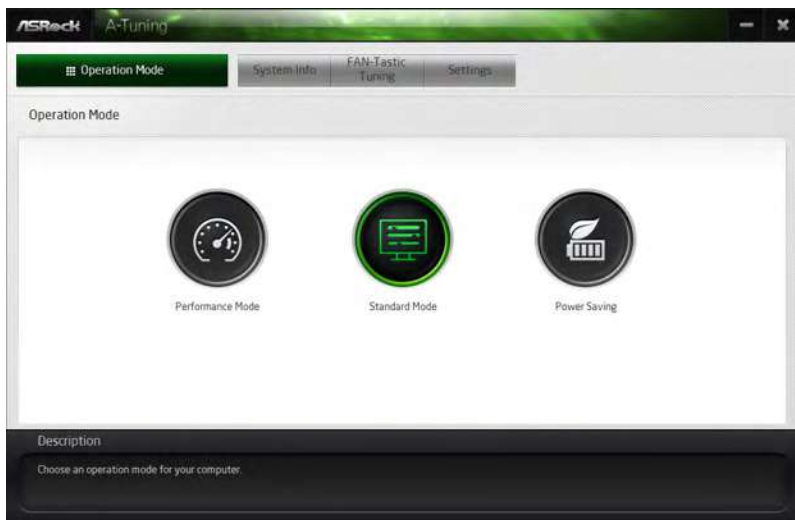 ASRock A-Tuning
Operation Mode System Info FAN-Tastic Tuning Settings
Operation Mode
Performance Mode Standard Mode Power Saving
Description
Choose an operation mode for your computer.